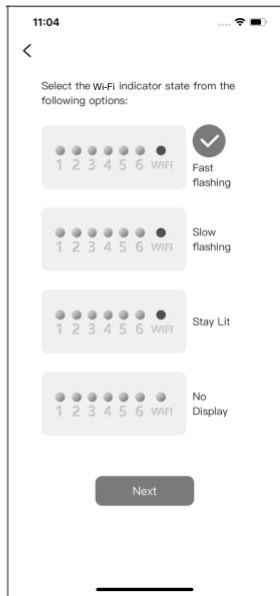 11:04
Select the Wi-Fi indicator state from the
following options:
1 2 3 4 5 6 WIFI
Fast
flashing
1 2 3 4 5 6 WIFI
Slow
flashing
1 2 3 4 5 6 WIFI
Stay Lit
1 2 3 4 5 6 WIFI
No
Display
Next